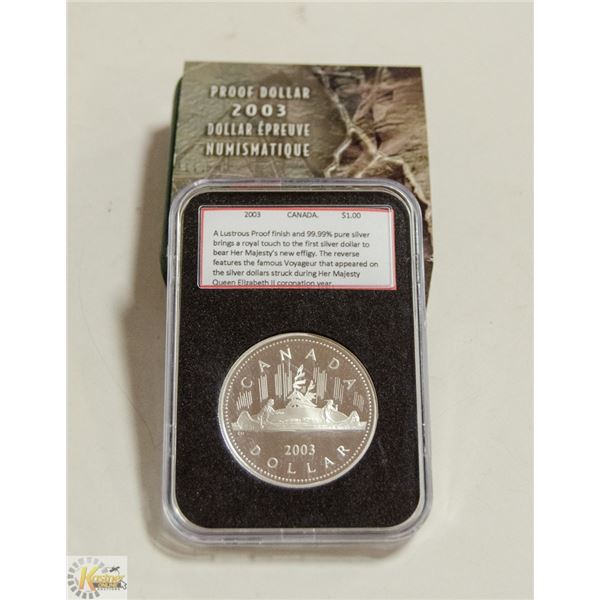 PROOF DOLLAR
2003
DOLLAR ÉPREUVE
NUMISMATIQUE
2003 CANADA. $1.00
A Lustrous Proof finish and 99.99% pure silver
brings a royal touch to the first silver dollar to
bear Her Majesty's new effigy. The reverse
features the famous Voyageur that appeared on
the silver dollars struck during Her Majesty
Queen Elizabeth II coronation year.
CANADA
2003
DOLLAR
Kastner